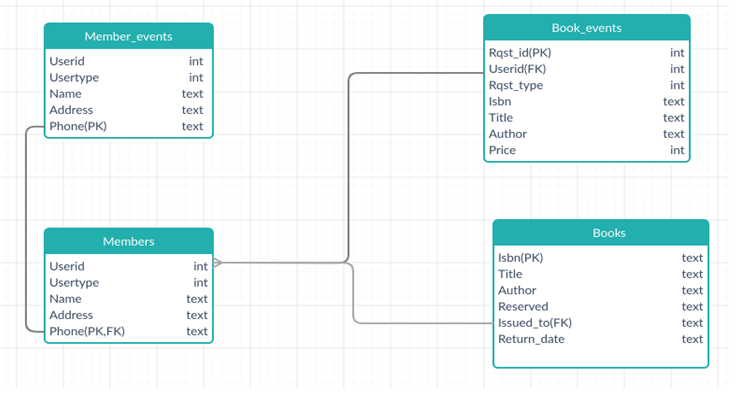 Member_events
Userid int
Usertype int
Name text
Address text
Phone(PK) text
Book_events
Rqst_id(PK) int
Userid(FK) int
Rqst_type int
Isbn text
Title text
Author text
Price int
Members
Userid int
Usertype int
Name text
Address text
Phone(PK,FK) text
Books
Isbn(PK) text
Title text
Author text
Reserved text
Issued_to(FK) text
Return_date text